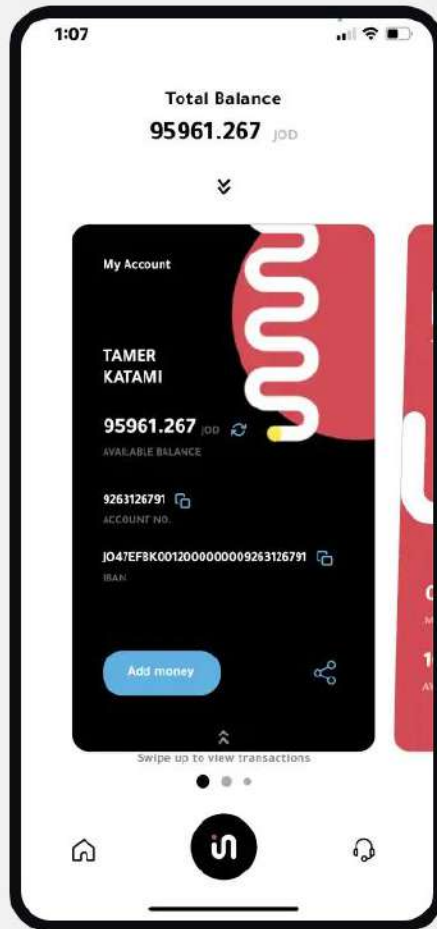 1:07
Total Balance
95961.267 JOD
My Account
TAMER
KATAMI
95961.267 JOD
AVAILABLE BALANCE
9263126791
ACCOUNT NO.
JO47EFBK0012000000009263126791
IBAN
Add money
Swipe up to view transactions
in